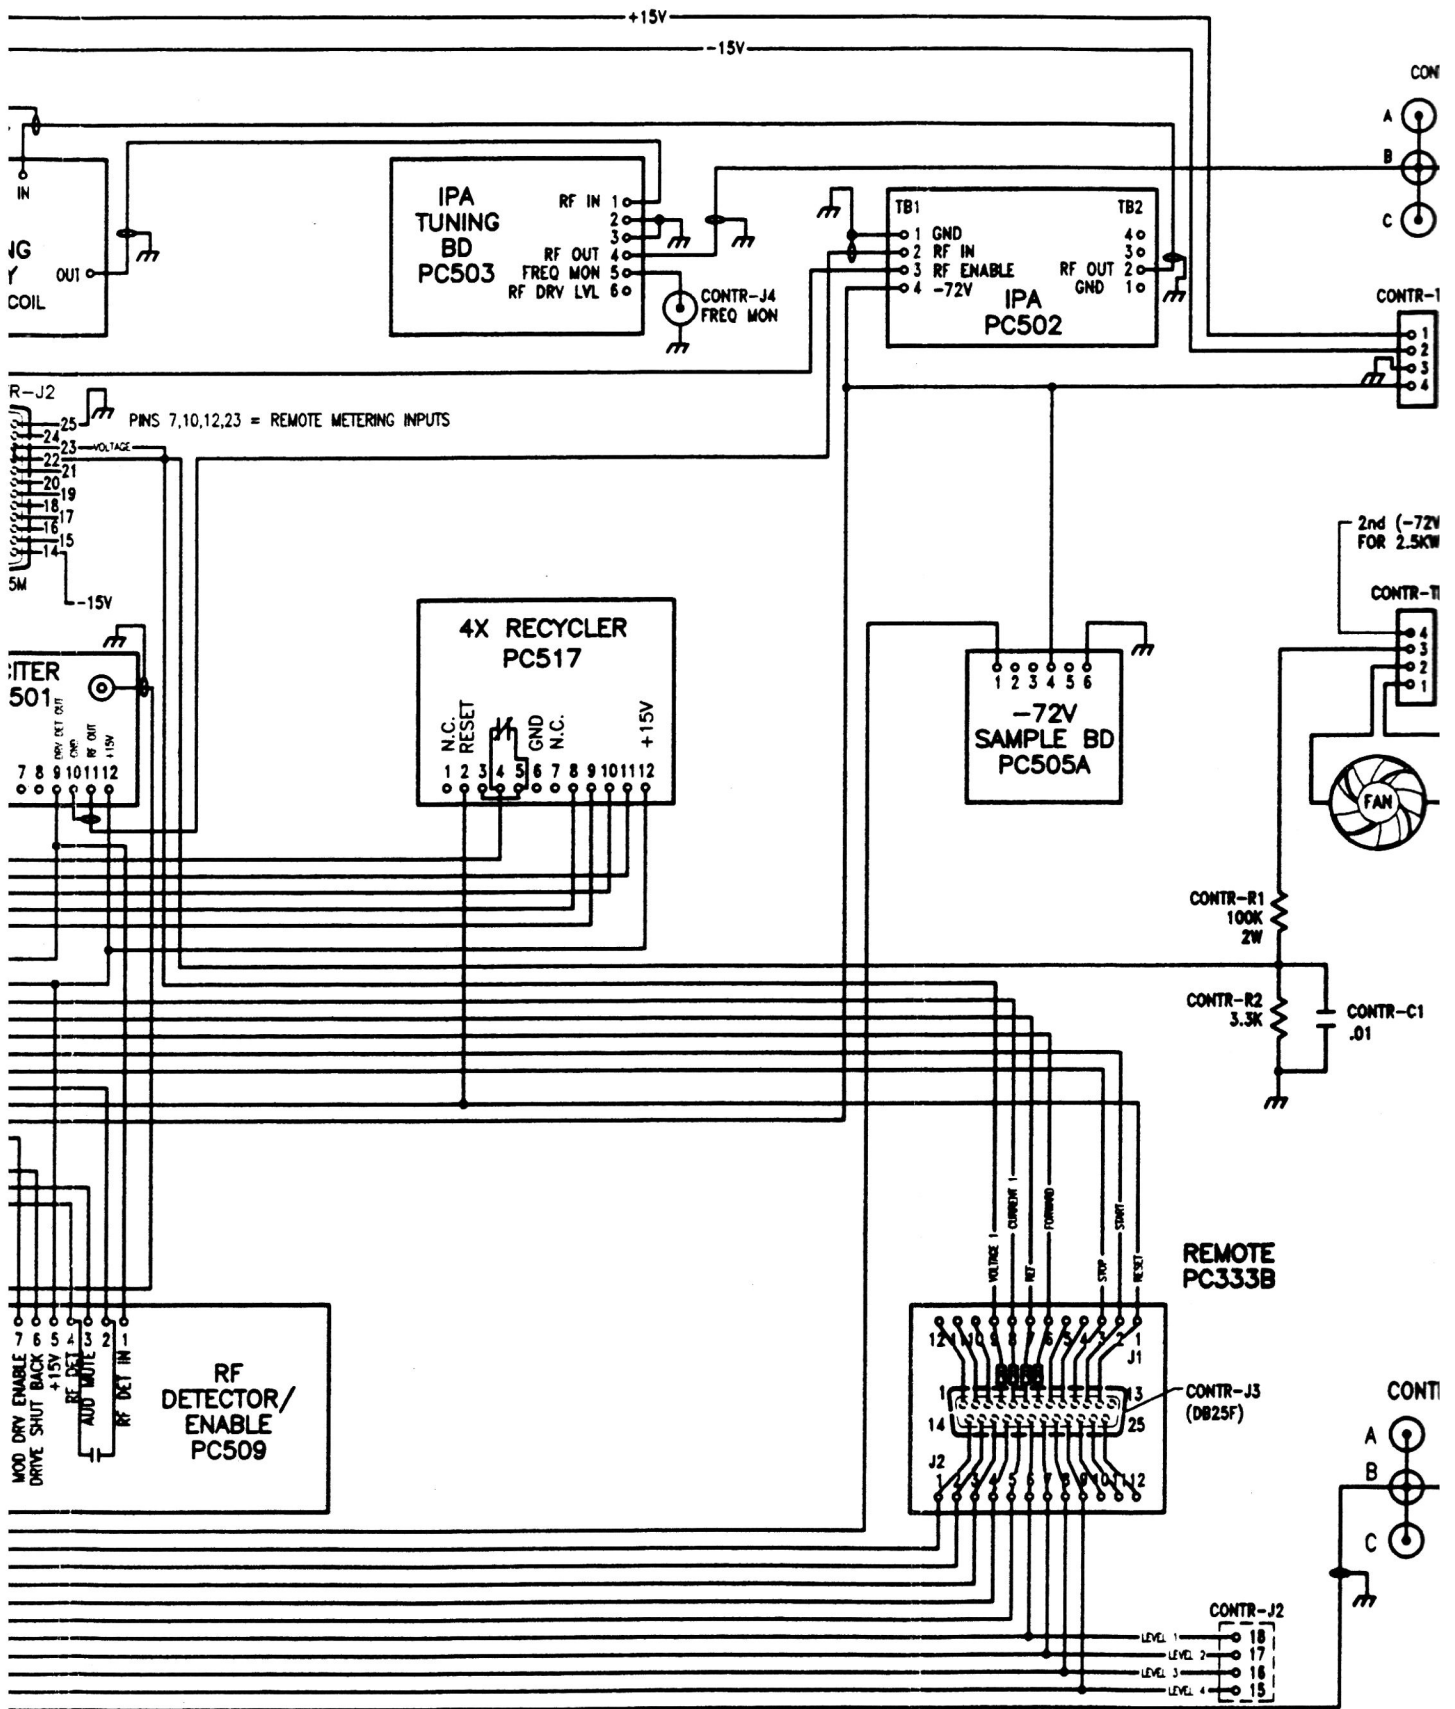 +15V
-15V
CON
A
B
C
IN
OUT
COIL
IPA
TUNING
BD
PC503
RF IN 1
2
3
RF OUT 4
FREQ MON 5
RF DRV LVL 6
CONTR-J4
FREQ MON
TB1
TB2
1 GND
2 RF IN
3 RF ENABLE
4 -72V
4
3
RF OUT 2
GND 1
IPA
PC502
CONTR-T
1
2
3
4
R-J2
PINS 7,10,12,23 = REMOTE METERING INPUTS
25
24
23 VOLTAGE
22
21
20
19
18
17
16
15
14
5M
-15V
2nd (-72V
FOR 2.5KW
CONTR-T
4
3
2
1
FAN
CITER
501
DRV DET OUT
GND
RF OUT
+15V
7 8 9 10 11 12
4X RECYCLER
PC517
N.C.
RESET
GND
N.C.
+15V
1 2 3 4 5 6 7 8 9 10 11 12
1 2 3 4 5 6
-72V
SAMPLE BD
PC505A
CONTR-R1
100K
2W
CONTR-R2
3.3K
CONTR-C1
.01
VOLTAGE 1
CURRENT 1
REF
FORWARD
STOP
START
RESET
REMOTE
PC333B
12 11 10 9 8 7 6 5 4 3 2 1
J1
1
13
14
25
CONTR-J3
(DB25F)
J2
1 2 3 4 5 6 7 8 9 10 11 12
7 6 5 4 3 2 1
MOD DRV ENABLE
DRIVE SHUT BACK
+15V
RF DET
AUD MUTE
RF DET IN
RF
DETECTOR/
ENABLE
PC509
CONT
A
B
C
CONTR-J2
LEVEL 1 18
LEVEL 2 17
LEVEL 3 16
LEVEL 4 15